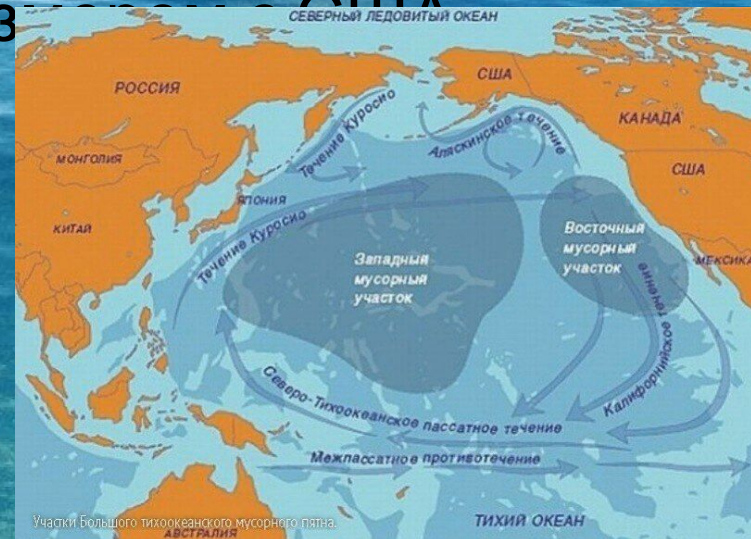 СЕВЕРНЫЙ ЛЕДОВИТЫЙ ОКЕАН
РОССИЯ
США
КАНАДА
Течение Куросио
Аляскинское течение
МОНГОЛИЯ
США
ЯПОНИЯ
КИТАЙ
Течение Куросио
Западный
мусорный
участок
Восточный
мусорный
участок
МЕКСИКА
Калифорнийское течение
Северо-Тихоокеанское пассатное течение
Межпассатное противотечение
Участки Большого тихоокеанского мусорного пятна.
ТИХИЙ ОКЕАН
АВСТРАЛИЯ